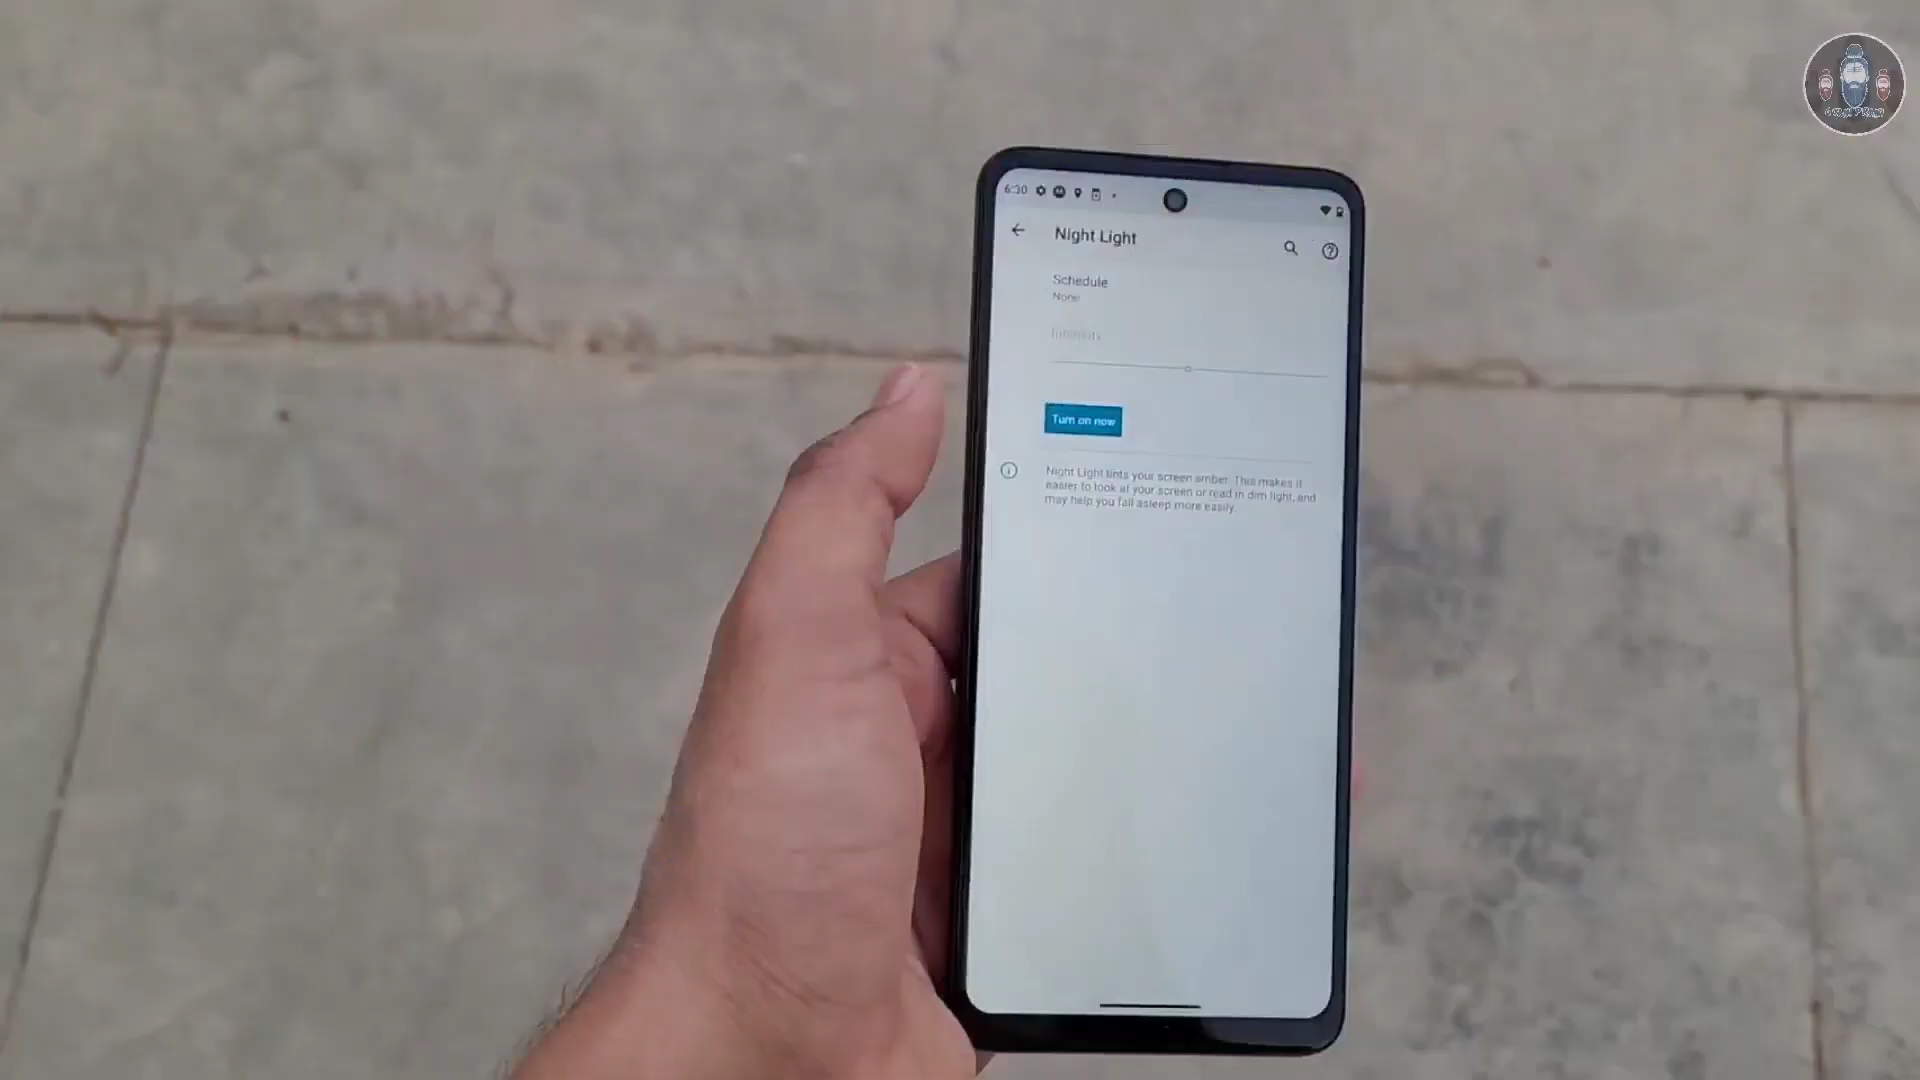 6:30
Night Light
Schedule
None
Intensity
Turn on now
Night Light tints your screen amber. This makes it
easier to look at your screen or read in dim light, and
may help you fall asleep more easily.